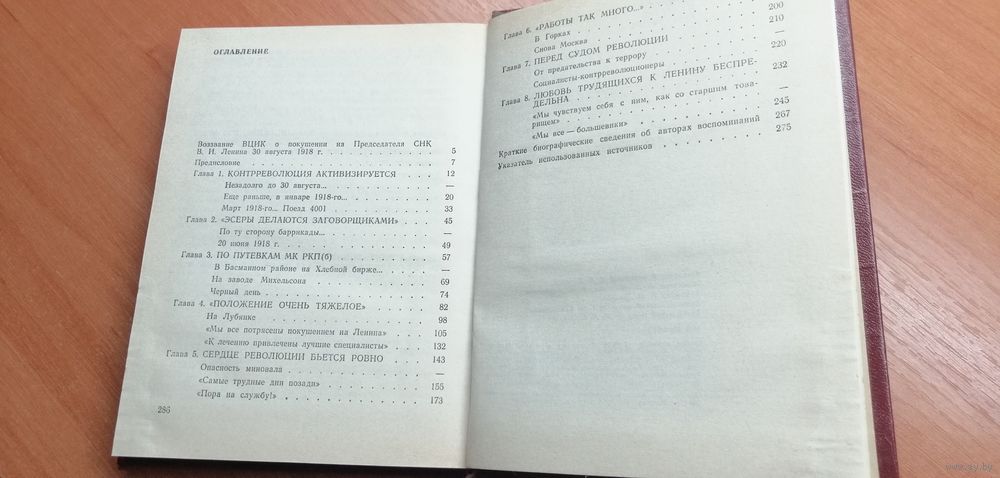 ОГЛАВЛЕНИЕ
Воззвание ВЦИК о покушении на Председателя СНК
В. И. Ленина 30 августа 1918 г. . . . . . . . . . 5
Предисловие . . . . . . . . . . . . . . 7
Глава 1. КОНТРРЕВОЛЮЦИЯ АКТИВИЗИРУЕТСЯ . . . . 12
Незадолго до 30 августа... . . . . . . . . . —
Еще раньше, в январе 1918-го... . . . . . . . . 20
Март 1918-го... Поезд 4001 . . . . . . . . . 33
Глава 2. «ЭСЕРЫ ДЕЛАЮТСЯ ЗАГОВОРЩИКАМИ» . . . . 45
По ту сторону баррикады... . . . . . . . . . —
20 июня 1918 . . . . . . . . . . . . 49
Глава 3. ПО ПУТЕВКАМ МК РКП(б) . . . . . . . . 57
В Басманном районе на Хлебной бирже... . . . . . —
На заводе Михельсона . . . . . . . . . . 69
Черный день . . . . . . . . . . . . 74
Глава 4. «ПОЛОЖЕНИЕ ОЧЕНЬ ТЯЖЕЛОЕ» . . . . . . 82
На Лубянке . . . . . . . . . . . . 98
«Мы все потрясены покушением на Ленина» . . . . 105
«К лечению привлечены лучшие специалисты» . . . . 132
Глава 5. СЕРДЦЕ РЕВОЛЮЦИИ БЬЕТСЯ РОВНО . . . . 143
Опасность миновала . . . . . . . . . . —
«Самые трудные дни позади» . . . . . . . . 155
«Пора на службу!» . . . . . . . . . . . 173
286
Глава 6. «РАБОТЫ ТАК МНОГО...» . . . . . . . . 200
В Горках . . . . . . . . . . . . . —
Снова Москва . . . . . . . . . . . . 210
Глава 7. ПЕРЕД СУДОМ РЕВОЛЮЦИИ . . . . . . . —
От предательства к террору . . . . . . . . . 220
Социалисты-контрреволюционеры . . . . . . .
Глава 8. ЛЮБОВЬ ТРУДЯЩИХСЯ К ЛЕНИНУ БЕСПРЕ-
ДЕЛЬНА . . . . . . . . . . . . . . 232
«Мы чувствуем себя с ним, как со старшим това-
рищем» . . . . . . . . . . . . . . —
«Мы все — большевики» . . . . . . . . . 245
Краткие биографические сведения об авторах воспоминаний 267
Указатель использованных источников . . . . . . 275
www.ay.by